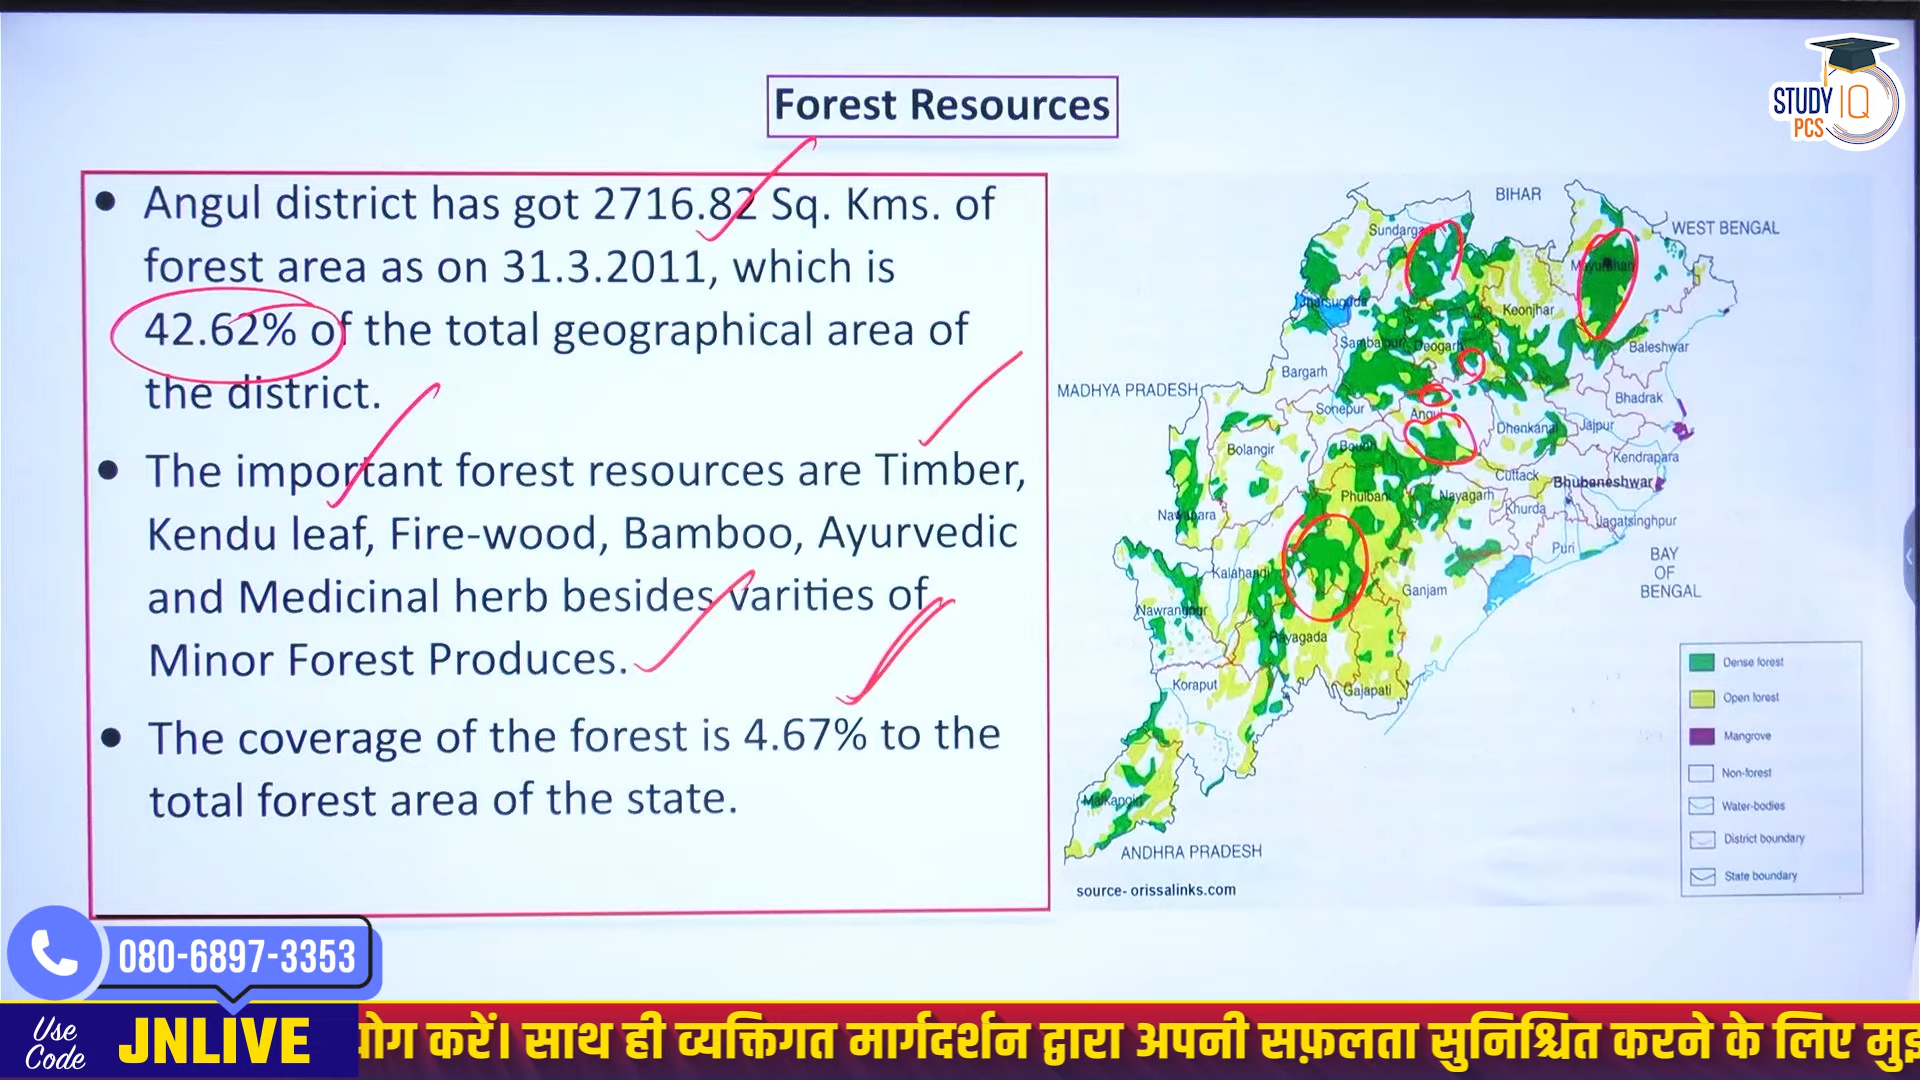 Forest Resources
STUDY IQ
PCS
• Angul district has got 2716.82 Sq. Kms. of
forest area as on 31.3.2011, which is
42.62% of the total geographical area of
the district.
• The important forest resources are Timber,
Kendu leaf, Fire-wood, Bamboo, Ayurvedic
and Medicinal herb besides varities of
Minor Forest Produces.
• The coverage of the forest is 4.67% to the
total forest area of the state.
BIHAR
WEST BENGAL
Sundargarh
Jharsuguda
Keonjhar
Sambalpur
Deogarh
Baleshwar
Bargarh
MADHYA PRADESH
Bhadrak
Sonepur
Angul
Dhenkanal
Jajpur
Bolangir
Boudh
Kendrapara
Cuttack
Bhubaneshwar
Phulbani
Nayagarh
Khurda
Jagatsinghpur
Puri
BAY
OF
BENGAL
Kalahandi
Ganjam
Nawrangpur
Rayagada
Koraput
Gajapati
Malkangiri
ANDHRA PRADESH
source- orissalinks.com
Dense forest
Open forest
Mangrove
Non-forest
Water-bodies
District boundary
State boundary
080-6897-3353
Use
Code
JNLIVE
योग करें। साथ ही व्यक्तिगत मार्गदर्शन द्वारा अपनी सफ़लता सुनिश्चित करने के लिए